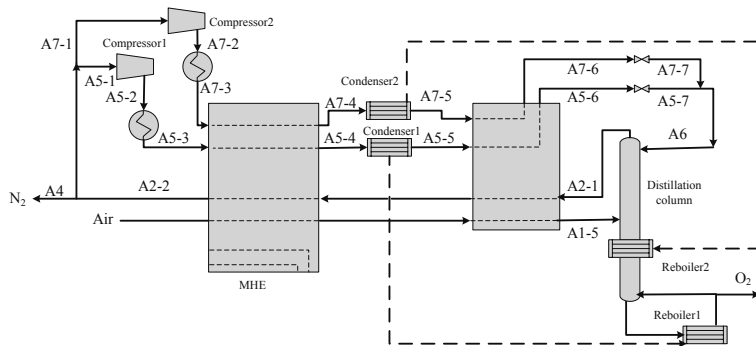 Compressor2
A7-1
Compressor1
A7-2
A5-1
A5-2
A7-3
Condenser2
A7-6
A7-7
A7-4
A7-5
A5-6
A5-7
A5-3
A5-4
Condenser1
A5-5
A6
A2-1
Distillation
column
N2
A4
A2-2
Air
A1-5
MHE
Reboiler2
O2
Reboiler1